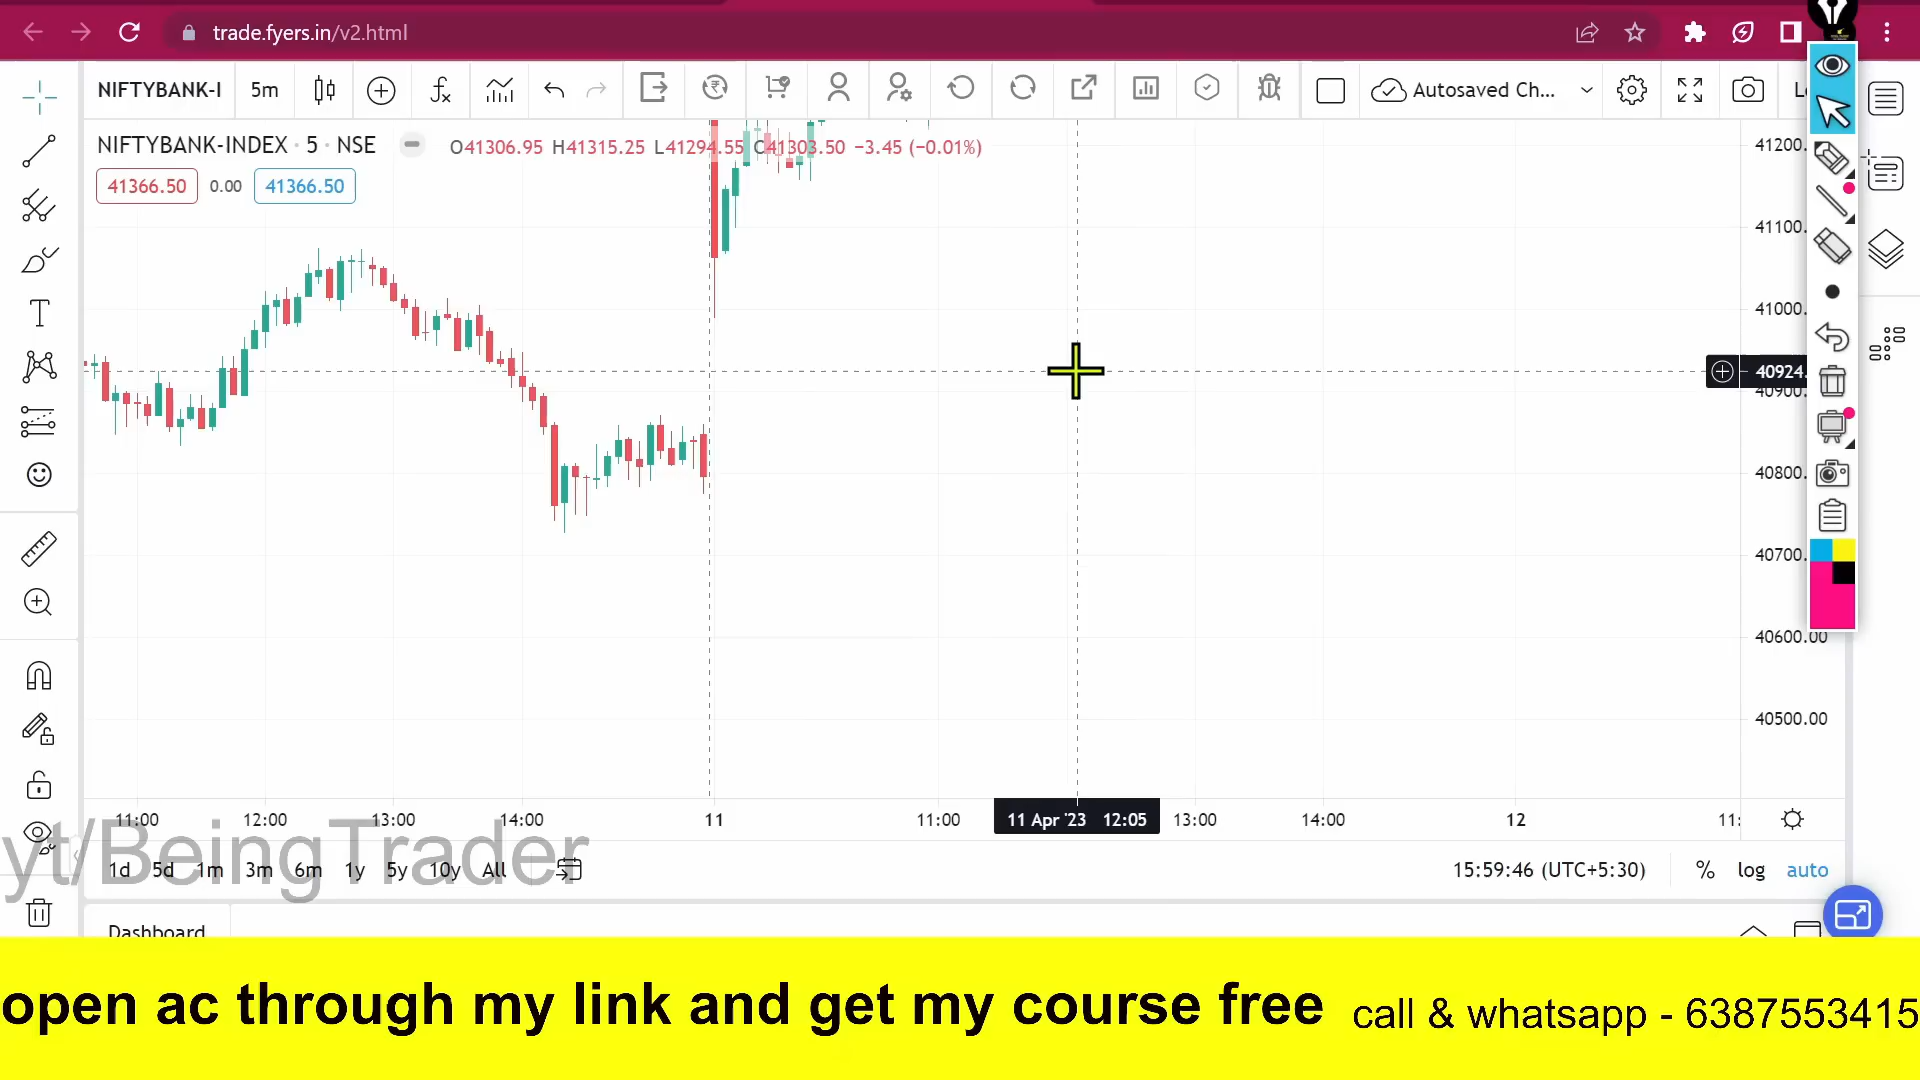 trade.fyers.in/v2.html
NIFTYBANK-I 5m Autosaved Ch...
NIFTYBANK-INDEX · 5 · NSE O41306.95 H41315.25 L41294.55 C41303.50 −3.45 (−0.01%)
41366.50 0.00 41366.50
41200.
41100.
41000.
40924.
40900.
40800.
40700.
40600.00
40500.00
11:00 12:00 13:00 14:00 11 11:00 11 Apr '23 12:05 13:00 14:00 12 11:
yt/BeingTrader
1d 5d 1m 3m 6m 1y 5y 10y All 15:59:46 (UTC+5:30) % log auto
Dashboard
open ac through my link and get my course free call & whatsapp - 6387553415